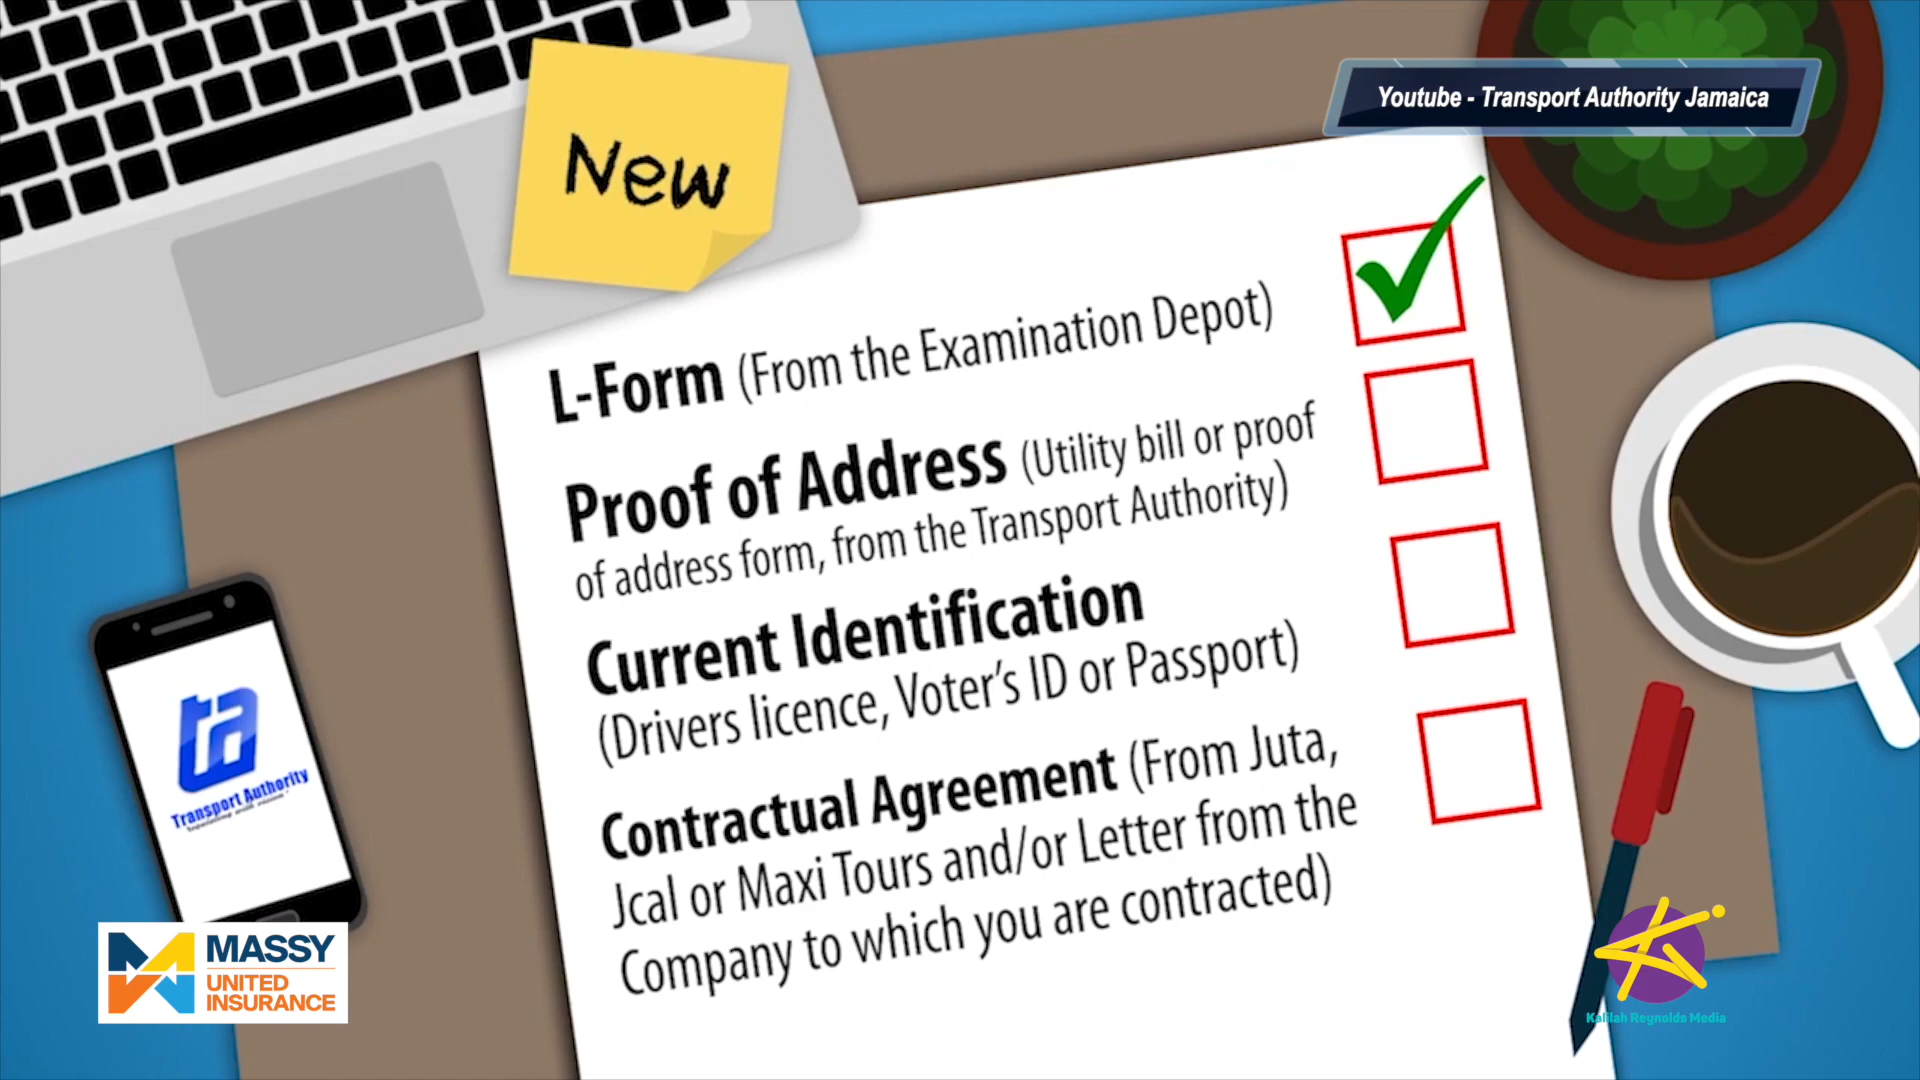 Youtube - Transport Authority Jamaica
New
L-Form (From the Examination Depot)
Proof of Address (Utility bill or proof
of address form, from the Transport Authority)
Current Identification
(Drivers licence, Voter's ID or Passport)
Contractual Agreement (From Juta,
Jcal or Maxi Tours and/or Letter from the
Company to which you are contracted)
ta
Transport Authority
MASSY
UNITED
INSURANCE
Kalilah Reynolds Media